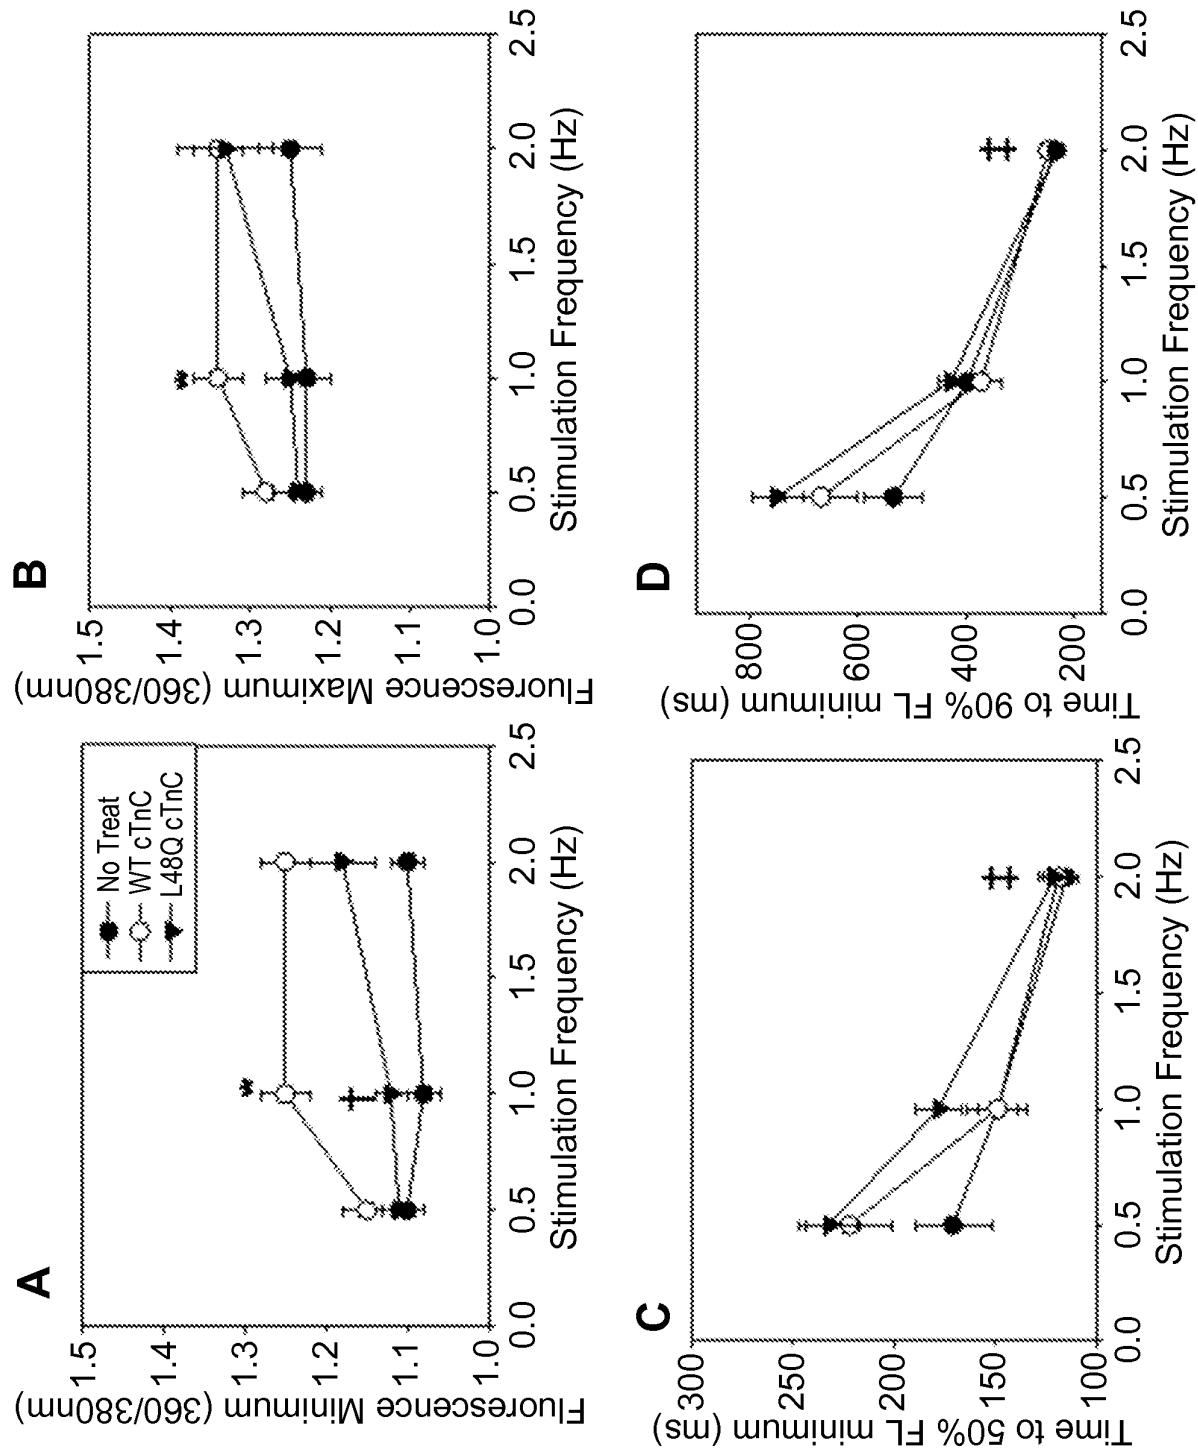 A
Fluorescence Minimum (360/380nm)
1.5
1.4
1.3
1.2
1.1
1.0
No Treat
WT cTnC
L48Q cTnC
*
‡
0.0 0.5 1.0 1.5 2.0 2.5
Stimulation Frequency (Hz)
B
Fluorescence Maximum (360/380nm)
1.5
1.4
1.3
1.2
1.1
1.0
*
0.0 0.5 1.0 1.5 2.0 2.5
Stimulation Frequency (Hz)
C
Time to 50% FL minimum (ms)
300
250
200
150
100
‡‡
0.0 0.5 1.0 1.5 2.0 2.5
Stimulation Frequency (Hz)
D
Time to 90% FL minimum (ms)
800
600
400
200
‡‡
0.0 0.5 1.0 1.5 2.0 2.5
Stimulation Frequency (Hz)